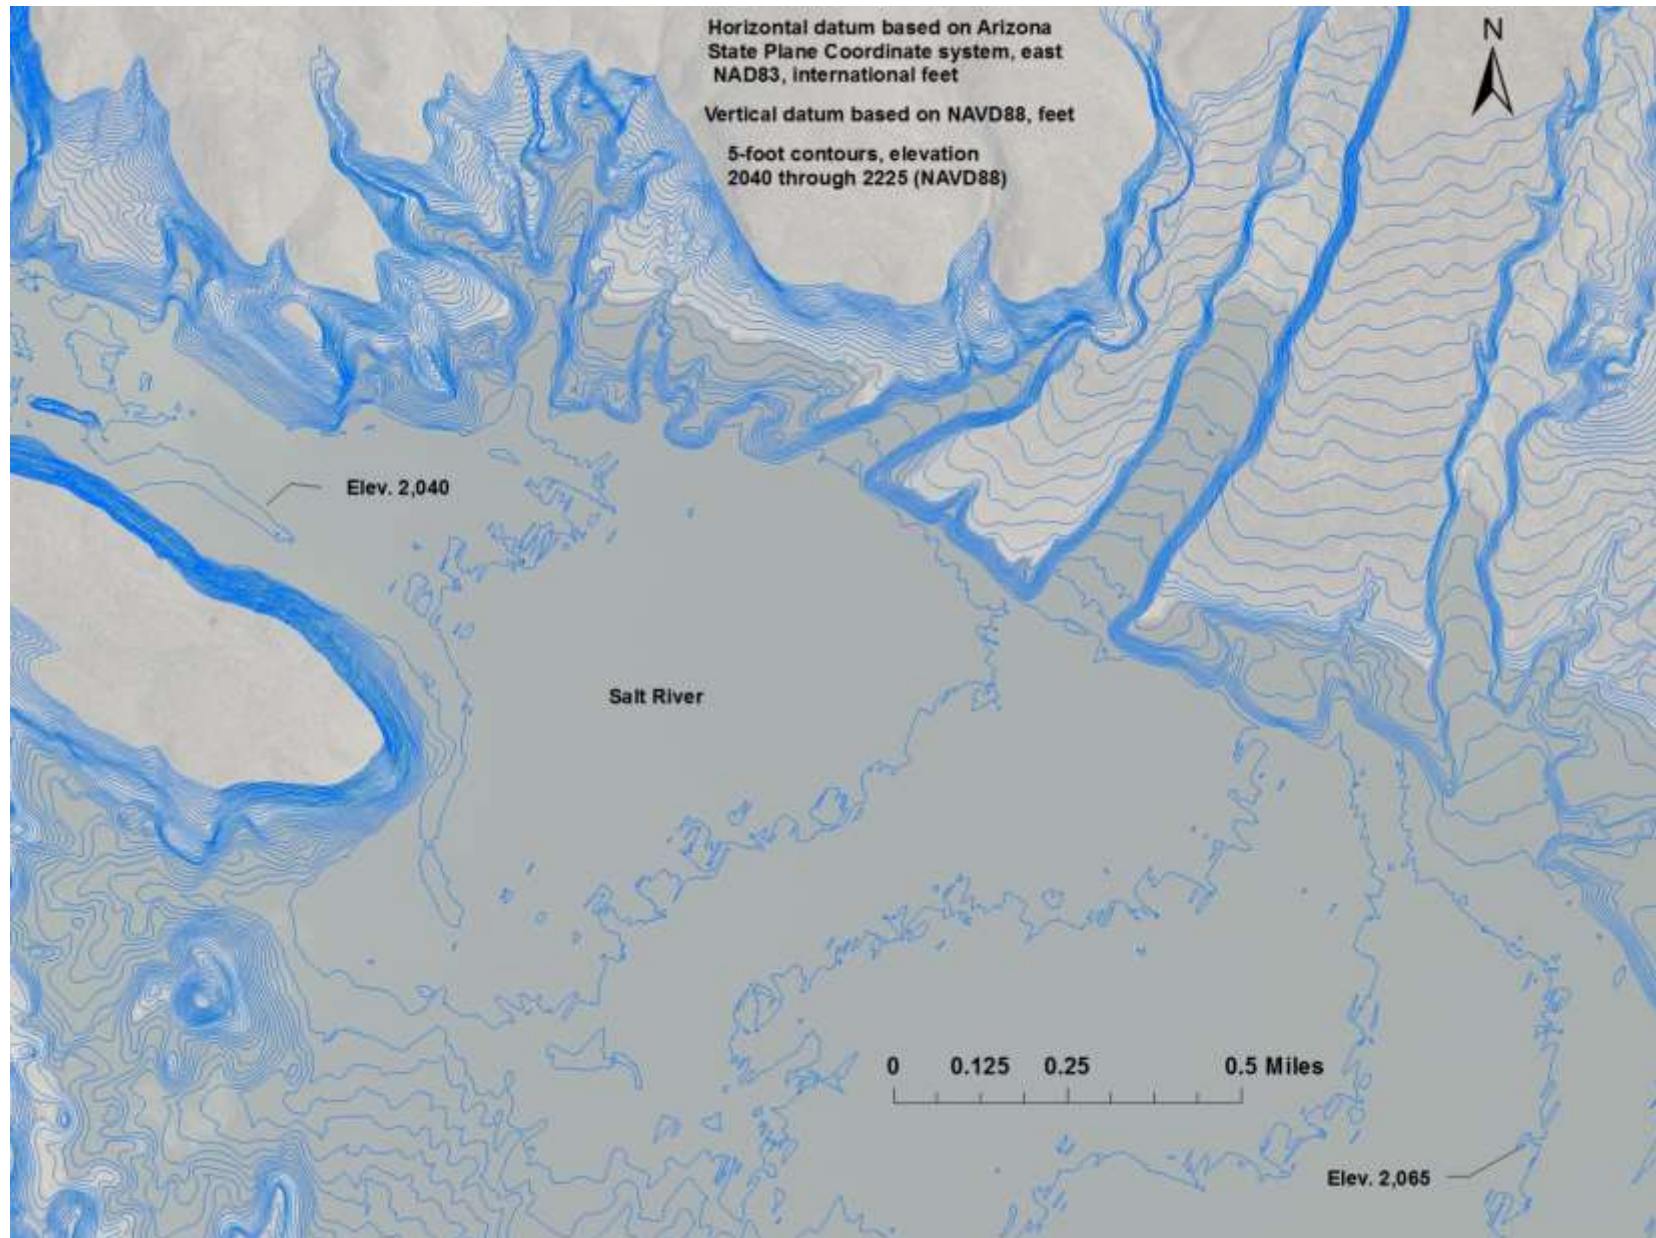 Horizontal datum based on Arizona
State Plane Coordinate system, east
NAD83, international feet
Vertical datum based on NAVD88, feet
5-foot contours, elevation
2040 through 2225 (NAVD88)
N
Elev. 2,040
Salt River
0 0.125 0.25 0.5 Miles
Elev. 2,065